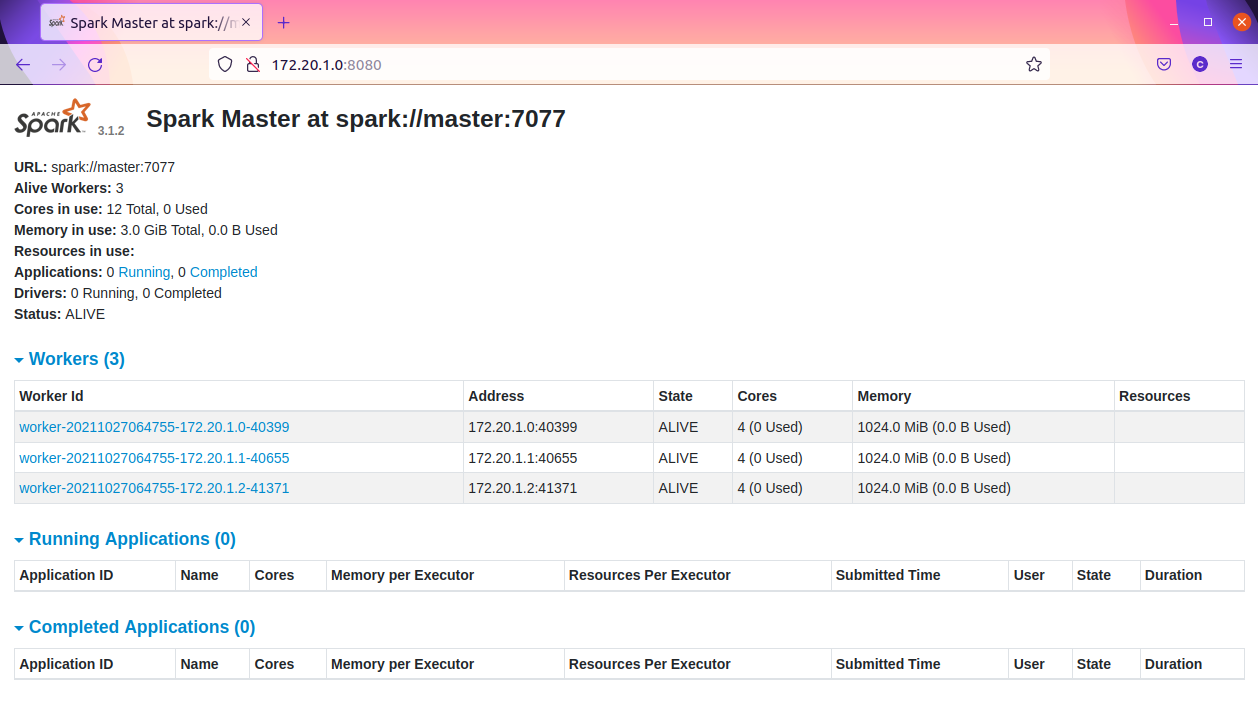 Spark Master at spark://m
172.20.1.0:8080
APACHE Spark 3.1.2 Spark Master at spark://master:7077
URL: spark://master:7077
Alive Workers: 3
Cores in use: 12 Total, 0 Used
Memory in use: 3.0 GiB Total, 0.0 B Used
Resources in use:
Applications: 0 Running, 0 Completed
Drivers: 0 Running, 0 Completed
Status: ALIVE
Workers (3)
Worker Id Address State Cores Memory Resources
worker-20211027064755-172.20.1.0-40399 172.20.1.0:40399 ALIVE 4 (0 Used) 1024.0 MiB (0.0 B Used)
worker-20211027064755-172.20.1.1-40655 172.20.1.1:40655 ALIVE 4 (0 Used) 1024.0 MiB (0.0 B Used)
worker-20211027064755-172.20.1.2-41371 172.20.1.2:41371 ALIVE 4 (0 Used) 1024.0 MiB (0.0 B Used)
Running Applications (0)
Application ID Name Cores Memory per Executor Resources Per Executor Submitted Time User State Duration
Completed Applications (0)
Application ID Name Cores Memory per Executor Resources Per Executor Submitted Time User State Duration